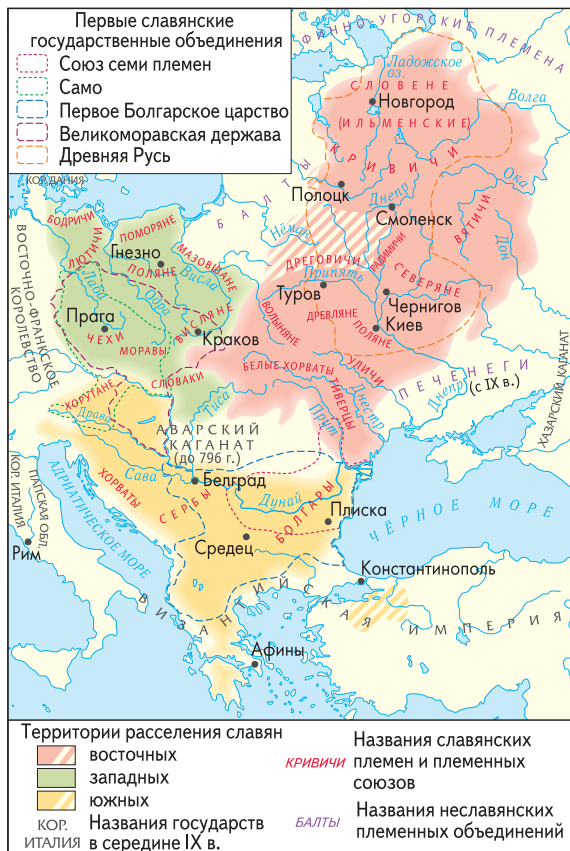 Первые славянские
государственные объединения
Союз семи племен
Само
Первое Болгарское царство
Великоморавская держава
Древняя Русь
ФИННО-УГОРСКИЕ ПЛЕМЕНА
Ладожское
оз.
СЛОВЕНЕ
Новгород
(ИЛЬМЕНСКИЕ)
Волга
КРИВИЧИ
Ока
КОР. ДАНИЯ
БАЛТЫ
Полоцк
Днепр
Смоленск
ВЯТИЧИ
Дон
БОДРИЧИ
ПОМОРЯНЕ
Неман
ЛЮТИЧИ
Гнезно
МАЗОВШАНЕ
ПОЛЯНЕ
Висла
ДРЕГОВИЧИ
РАДИМИЧИ
ВОСТОЧНО-ФРАНКСКОЕ
КОРОЛЕВСТВО
Лаба
Одра
Припять
СЕВЕРЯНЕ
Туров
Чернигов
Прага
ВИСЛЯНЕ
Краков
ВОЛЫНЯНЕ
ДРЕВЛЯНЕ
ПОЛЯНЕ
Киев
ЧЕХИ
МОРАВЫ
СЛОВАКИ
БЕЛЫЕ ХОРВАТЫ
УЛИЧИ
ПЕЧЕНЕГИ
(с IX в.)
Днепр
ХАЗАРСКИЙ КАГАНАТ
ХОРУТАНЕ
Тиса
ТИВЕРЦЫ
Днестр
Прут
Драва
АВАРСКИЙ
КАГАНАТ
(до 796 г.)
Сава
Белград
ХОРВАТЫ
СЕРБЫ
Дунай
БОЛГАРЫ
Плиска
КОР. ИТАЛИЯ
ПАПСКАЯ ОБЛ.
АДРИАТИЧЕСКОЕ МОРЕ
Рим
Средец
ЧЁРНОЕ МОРЕ
Константинополь
ВИЗАНТИЙСКАЯ ИМПЕРИЯ
Афины
Территории расселения славян
восточных
западных
южных
КОР.
ИТАЛИЯ
Названия государств
в середине IX в.
КРИВИЧИ
Названия славянских
племен и племенных
союзов
БАЛТЫ
Названия неславянских
племенных объединений